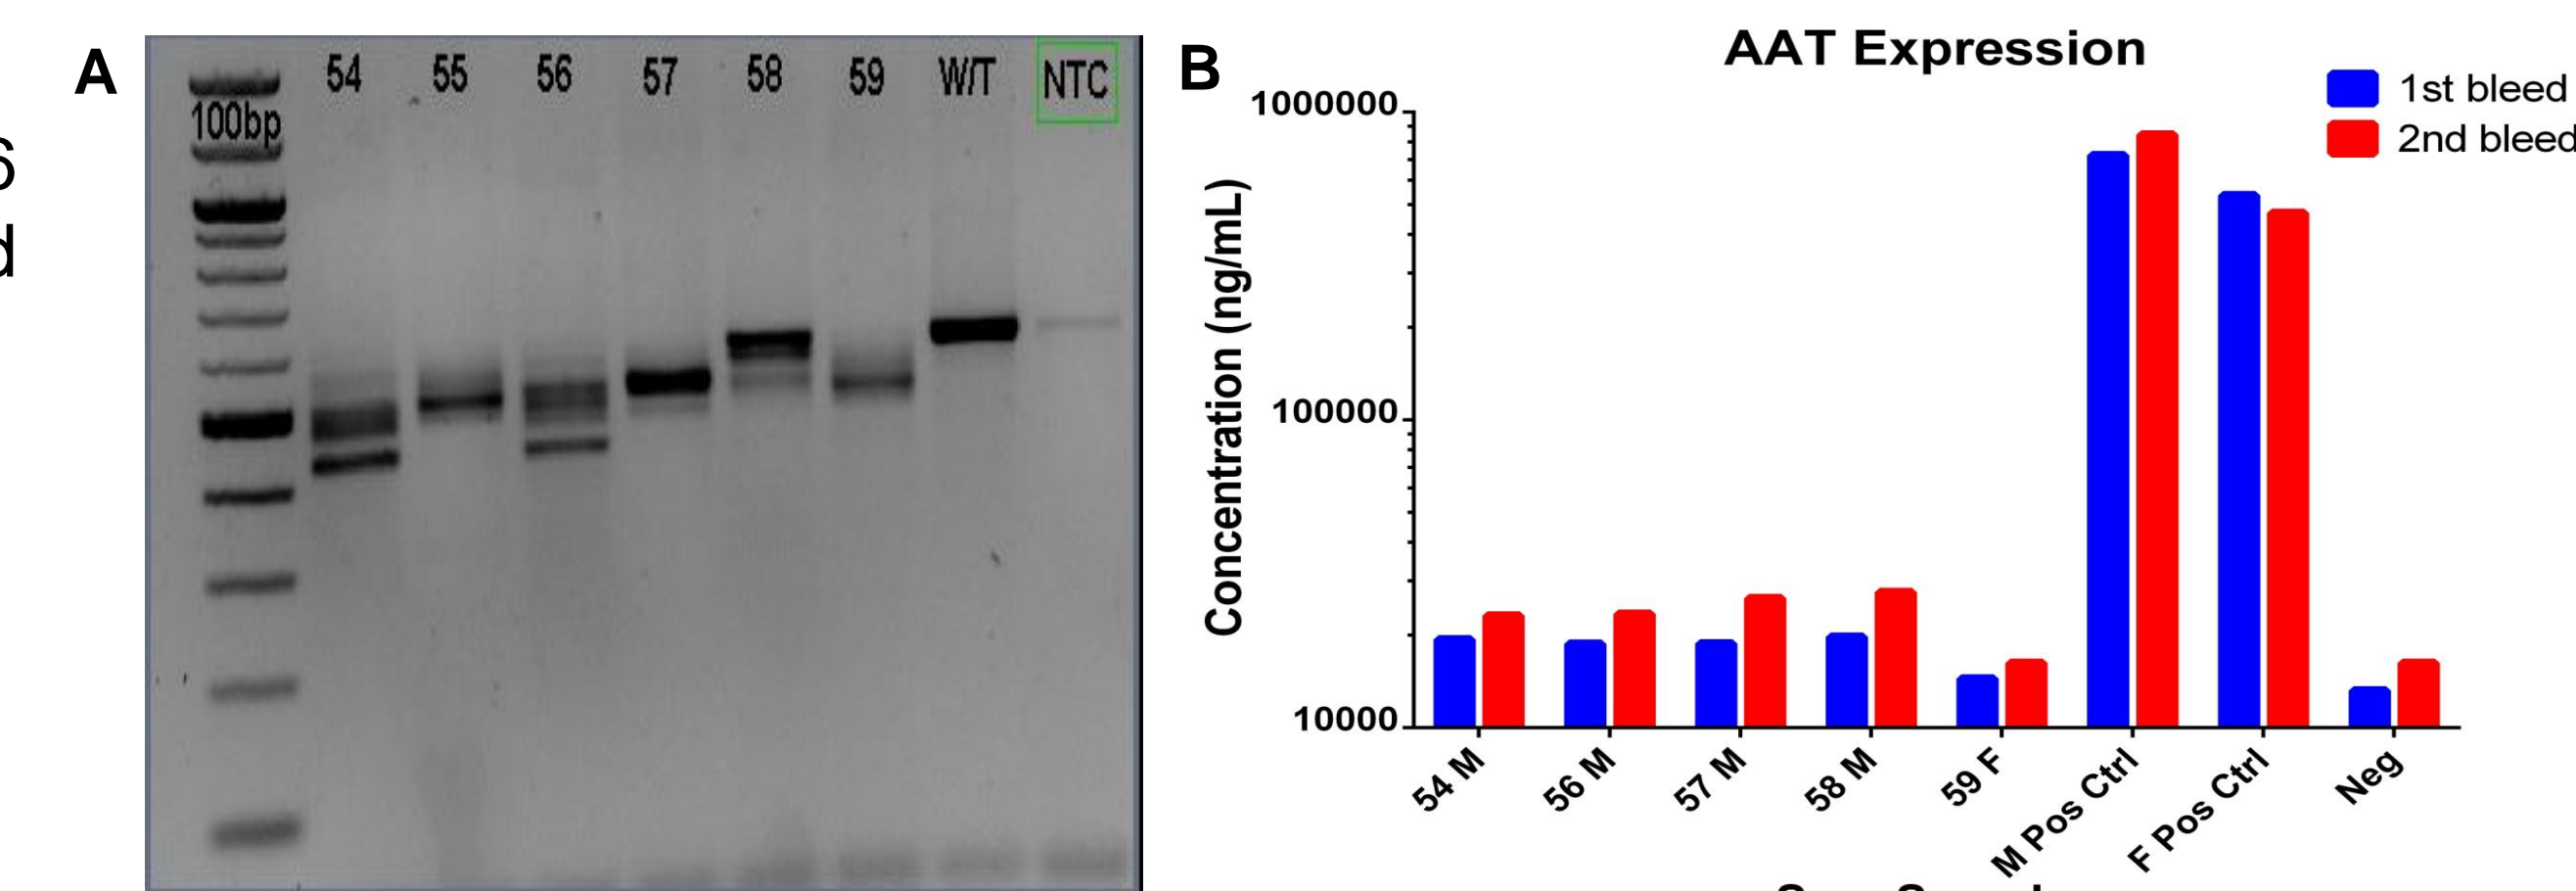 6
d
A
54 55 56 57 58 59 W/T NTC
100bp
B
AAT Expression
1st bleed
2nd bleed
Concentration (ng/mL)
1000000
100000
10000
54 M
56 M
57 M
58 M
59 F
M Pos Ctrl
F Pos Ctrl
Neg